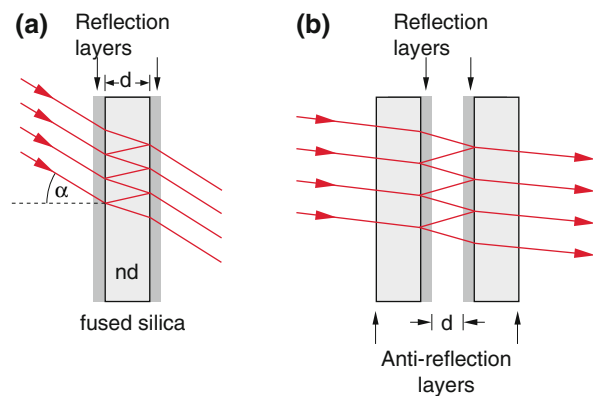 (a)
Reflection
layers
d
α
nd
fused silica
(b)
Reflection
layers
d
Anti-reflection
layers